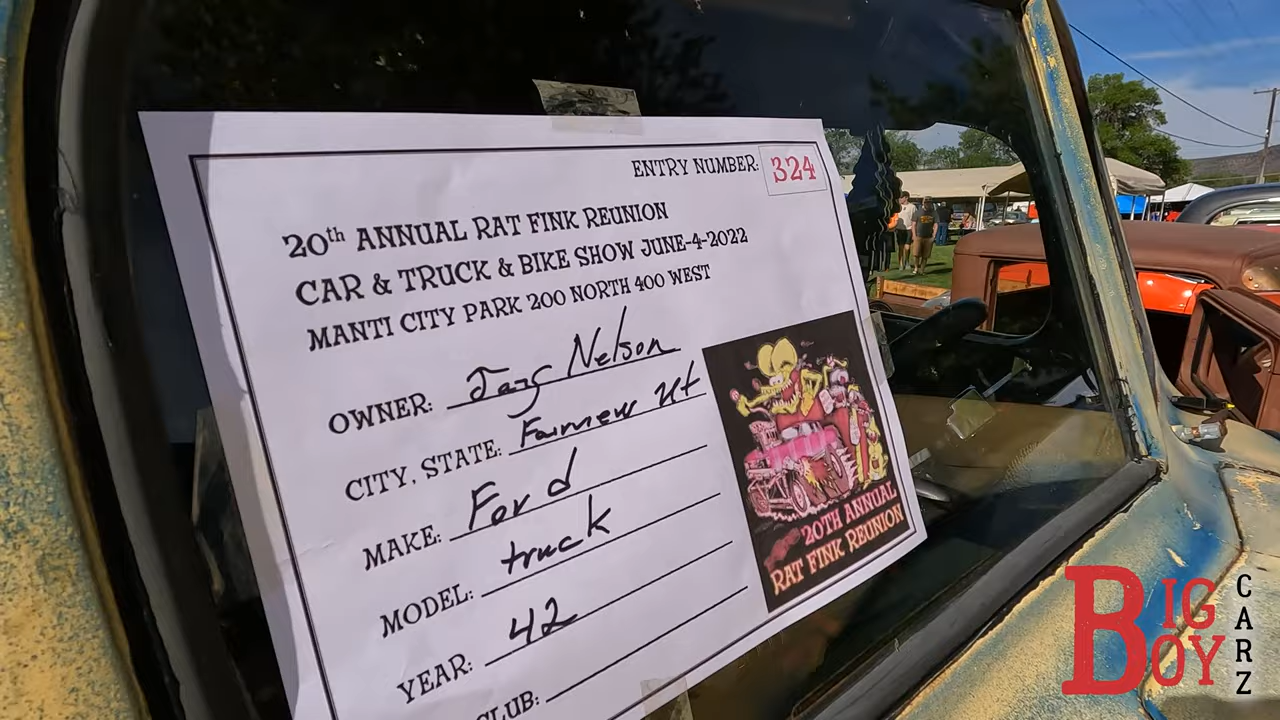 ENTRY NUMBER: 324
20th ANNUAL RAT FINK REUNION
CAR & TRUCK & BIKE SHOW JUNE-4-2022
MANTI CITY PARK 200 NORTH 400 WEST
OWNER: Nelson
CITY, STATE: Fairview Ut
MAKE: Ford
MODEL: truck
YEAR: 42
CLUB:
20TH ANNUAL
RAT FINK REUNION
BIG
BOY
CARZ